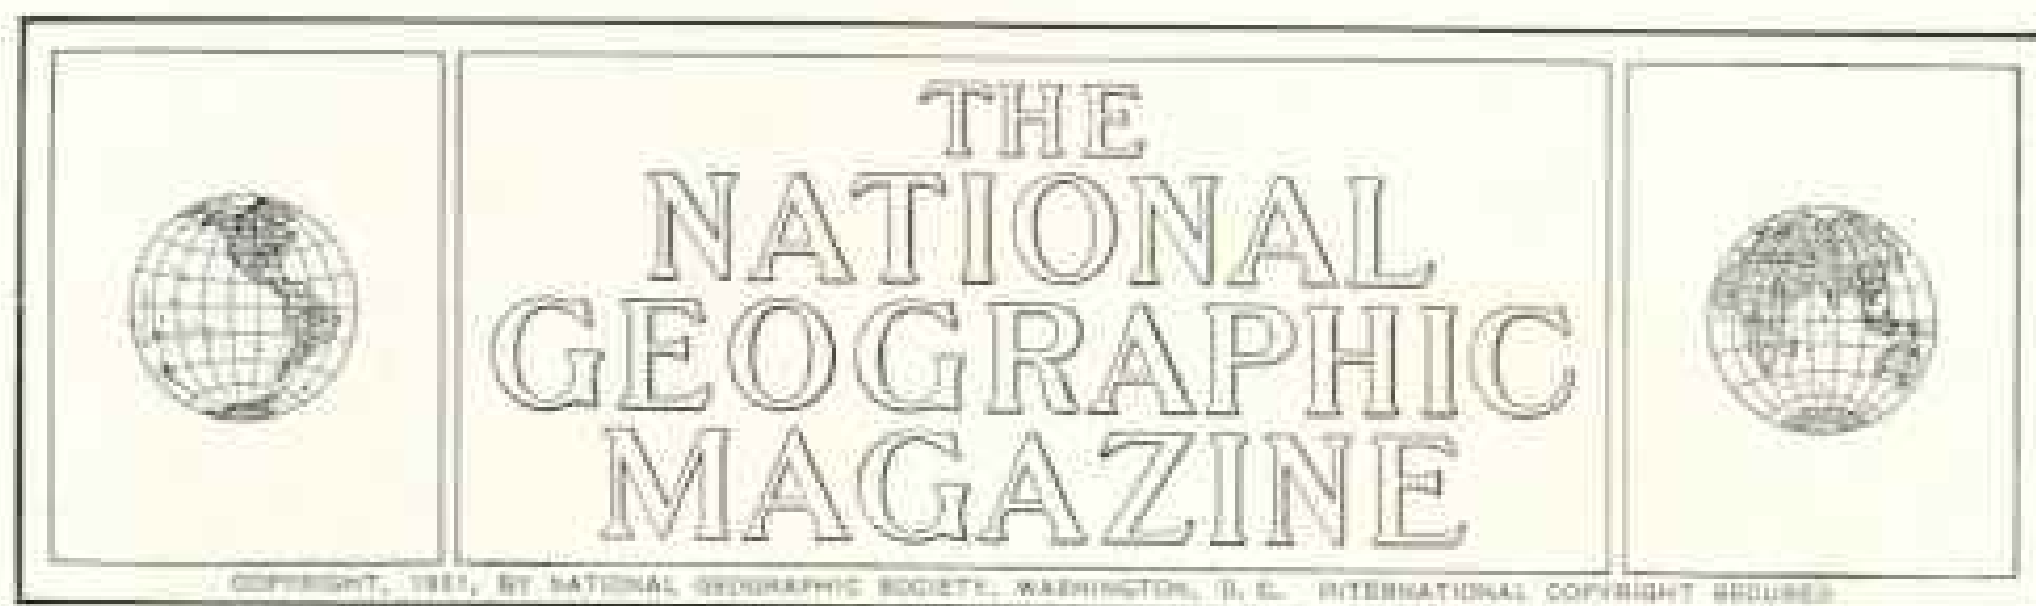 THE
NATIONAL
GEOGRAPHIC
MAGAZINE
COPYRIGHT, BY NATIONAL GEOGRAPHIC SOCIETY, WASHINGTON, D. C. INTERNATIONAL COPYRIGHT SECURED